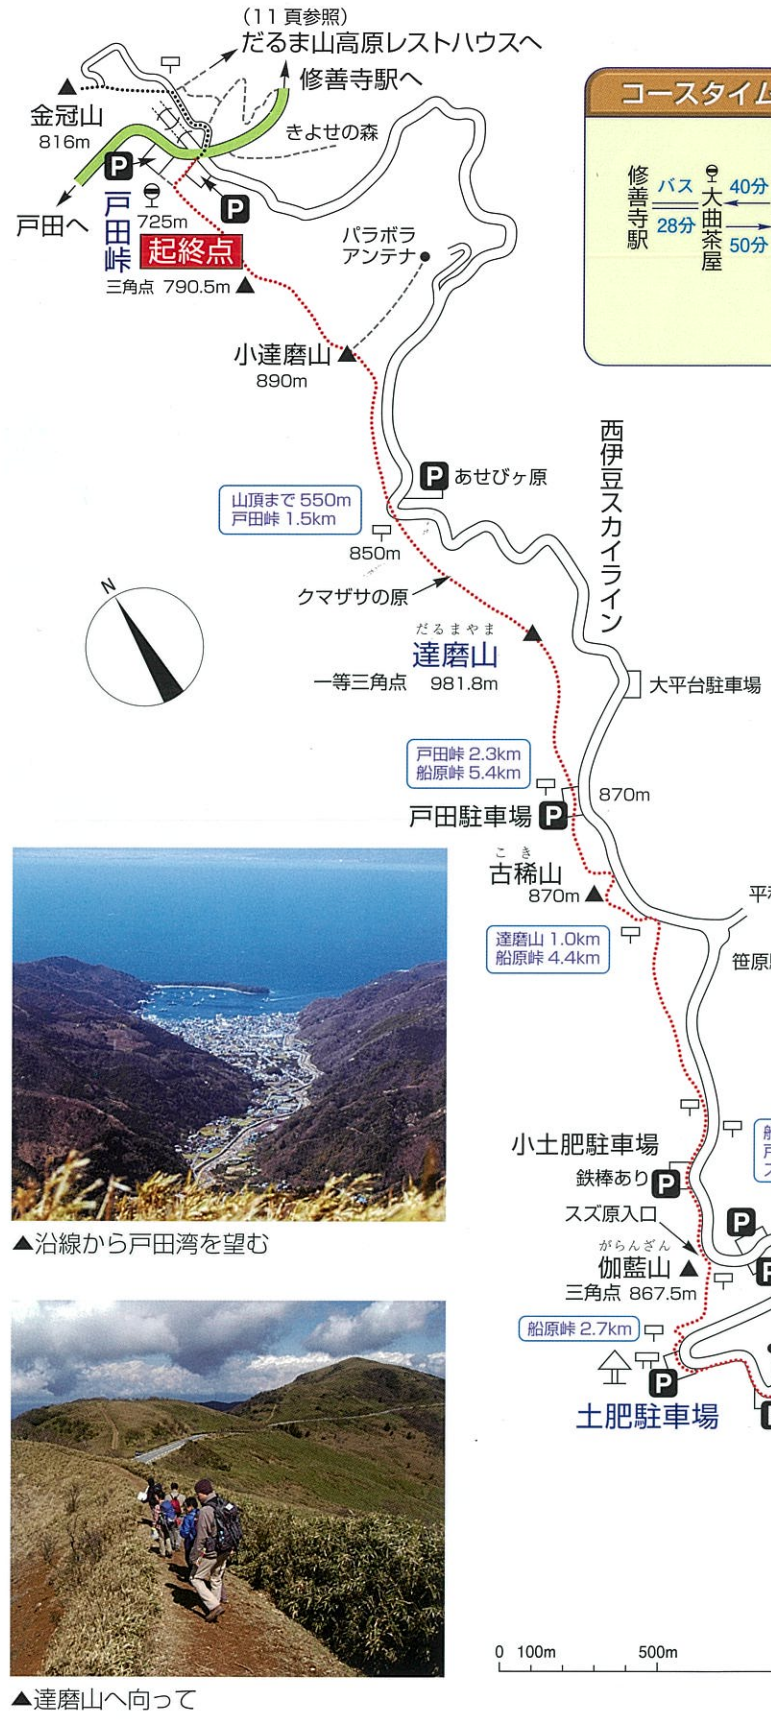 (11頁参照)
だるま山高原レストハウスへ
修善寺駅へ
金冠山
816m
きよせの森
P
戸田へ
戸田峠
725m
P
起終点
三角点 790.5m
パラボラ
アンテナ
小達磨山
890m
コースタイム
修善寺駅
バス
28分
大曲茶屋
40分
50分
西伊豆スカイライン
P あせびヶ原
山頂まで 550m
戸田峠 1.5km
850m
N
クマザサの原
だるまやま
達磨山
一等三角点 981.8m
大平台駐車場
戸田峠 2.3km
船原峠 5.4km
870m
戸田駐車場 P
こき
古稀山
870m
達磨山 1.0km
船原峠 4.4km
笹原
小土肥駐車場
鉄棒あり P
スズ原入口
P
がらんざん
伽藍山
三角点 867.5m
P
船原峠 2.7km
P
土肥駐車場
▲沿線から戸田湾を望む
▲達磨山へ向って
0 100m 500m